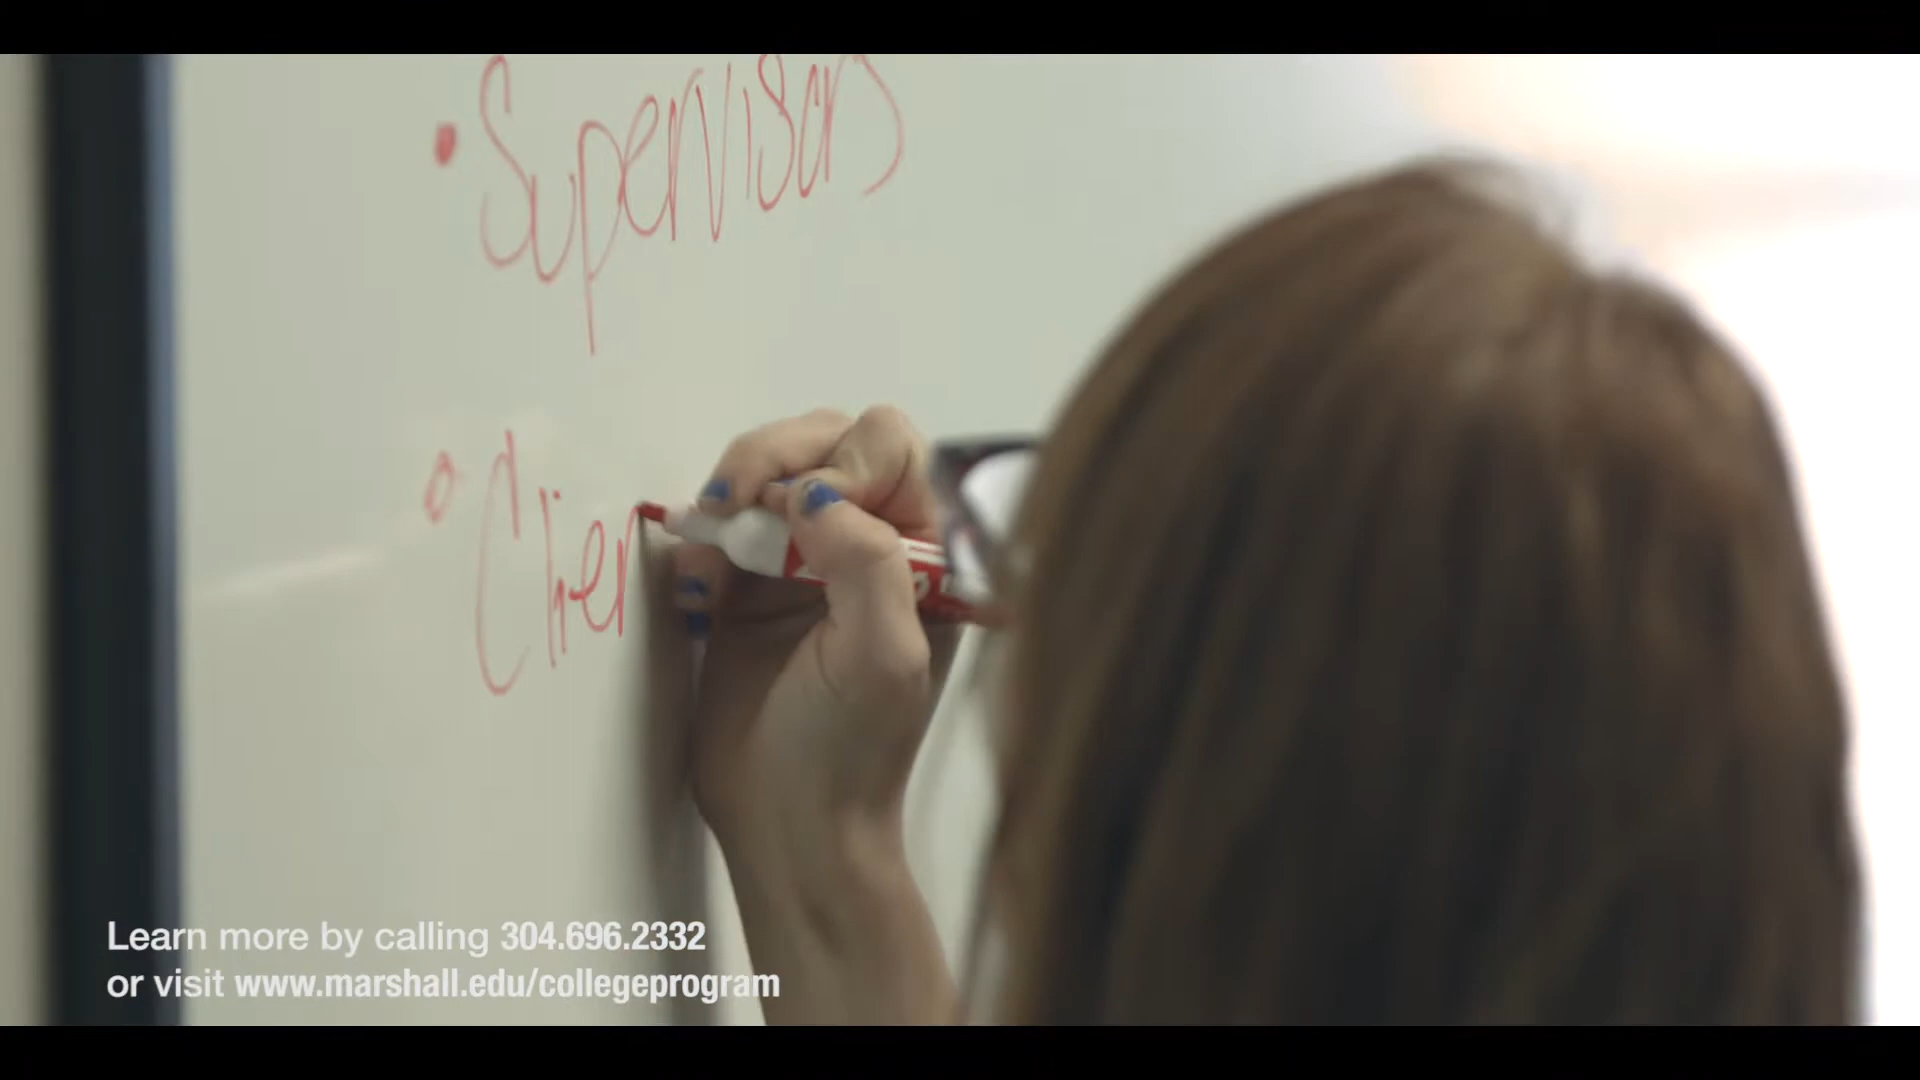 • Supervisors
• Clien
Learn more by calling 304.696.2332
or visit www.marshall.edu/collegeprogram